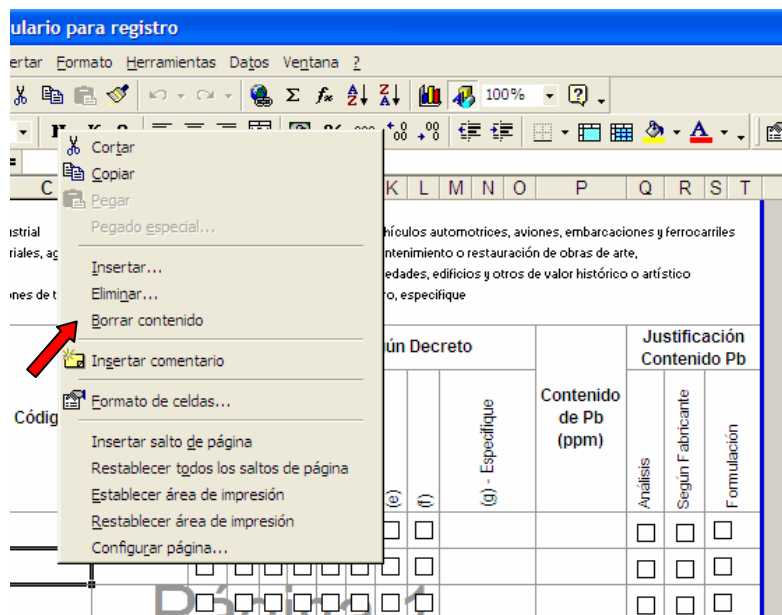 ulario para registro
ertar Formato Herramientas Datos Ventana ?
100%
=
C K L M N O P Q R S T
Cortar
Copiar
Pegar
Pegado especial...
Insertar...
Eliminar...
Borrar contenido
Insertar comentario
Formato de celdas...
Insertar salto de página
Restablecer todos los saltos de página
Establecer área de impresión
Restablecer área de impresión
Configurar página...
strial
riales, ag
ones de t
hículos automotrices, aviones, embarcaciones y ferrocarriles
ntenimiento o restauración de obras de arte,
edades, edificios y otros de valor histórico o artístico
ro, especifique
Códig
ún Decreto
(e)
(f)
(g) - Especifique
Contenido
de Pb
(ppm)
Justificación
Contenido Pb
Análisis
Según Fabricante
Formulación
Página 1